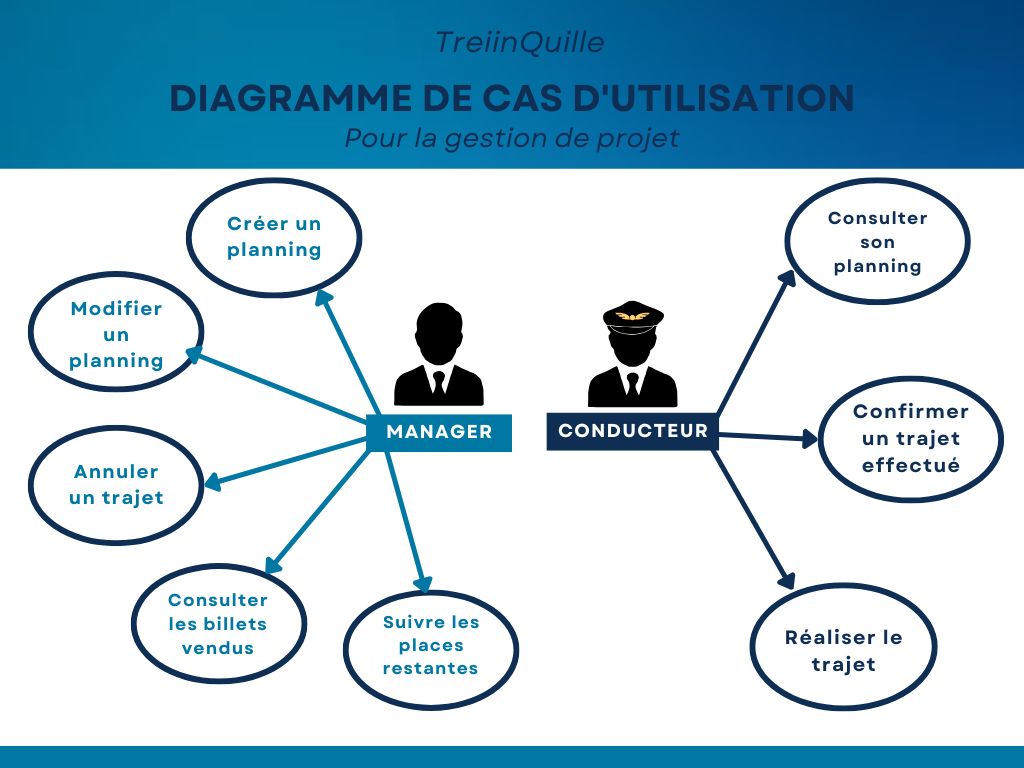 TreiinQuille
DIAGRAMME DE CAS D'UTILISATION
Pour la gestion de projet
Créer un
planning
Modifier
un
planning
Annuler
un trajet
Consulter
les billets
vendus
Suivre les
places
restantes
MANAGER
CONDUCTEUR
Consulter
son
planning
Confirmer
un trajet
effectué
Réaliser le
trajet